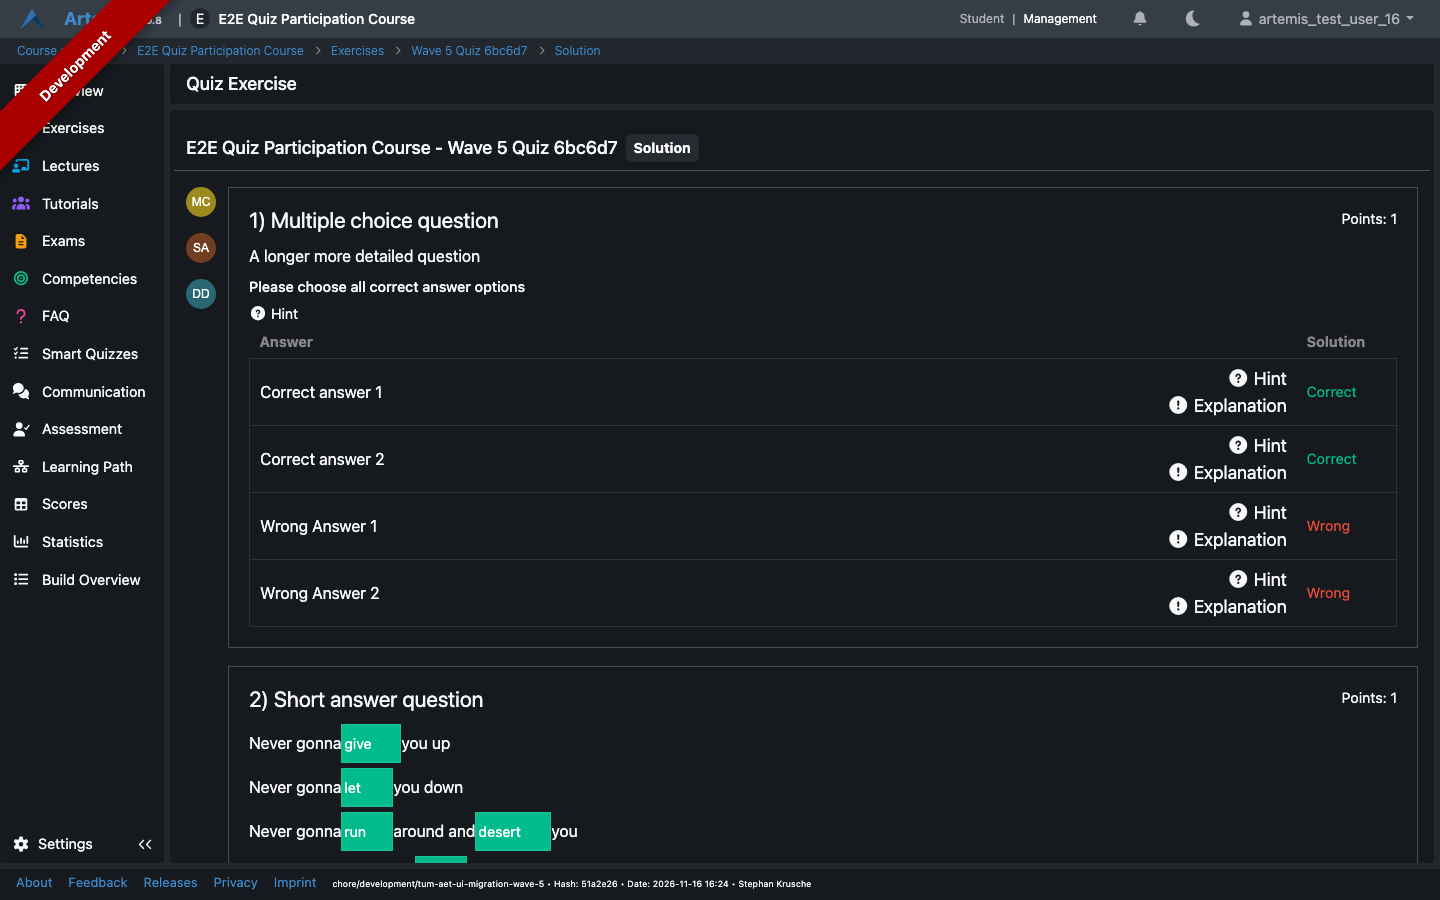 E E2E Quiz Participation Course
Student | Management
artemis_test_user_16
Development
E2E Quiz Participation Course > Exercises > Wave 5 Quiz 6bc6d7 > Solution
Exercises
Lectures
Tutorials
Exams
Competencies
FAQ
Smart Quizzes
Communication
Assessment
Learning Path
Scores
Statistics
Build Overview
Settings
Quiz Exercise
E2E Quiz Participation Course - Wave 5 Quiz 6bc6d7 Solution
MC
SA
DD
1) Multiple choice question
Points: 1
A longer more detailed question
Please choose all correct answer options
Hint
Answer Solution
Correct answer 1 Hint Explanation Correct
Correct answer 2 Hint Explanation Correct
Wrong Answer 1 Hint Explanation Wrong
Wrong Answer 2 Hint Explanation Wrong
2) Short answer question
Points: 1
Never gonna give you up
Never gonna let you down
Never gonna run around and desert you
About Feedback Releases Privacy Imprint
chore/development/tum-aet-ui-migration-wave-5 • Hash: 51a2e26 • Date: 2026-11-16 16:24 • Stephan Krusche